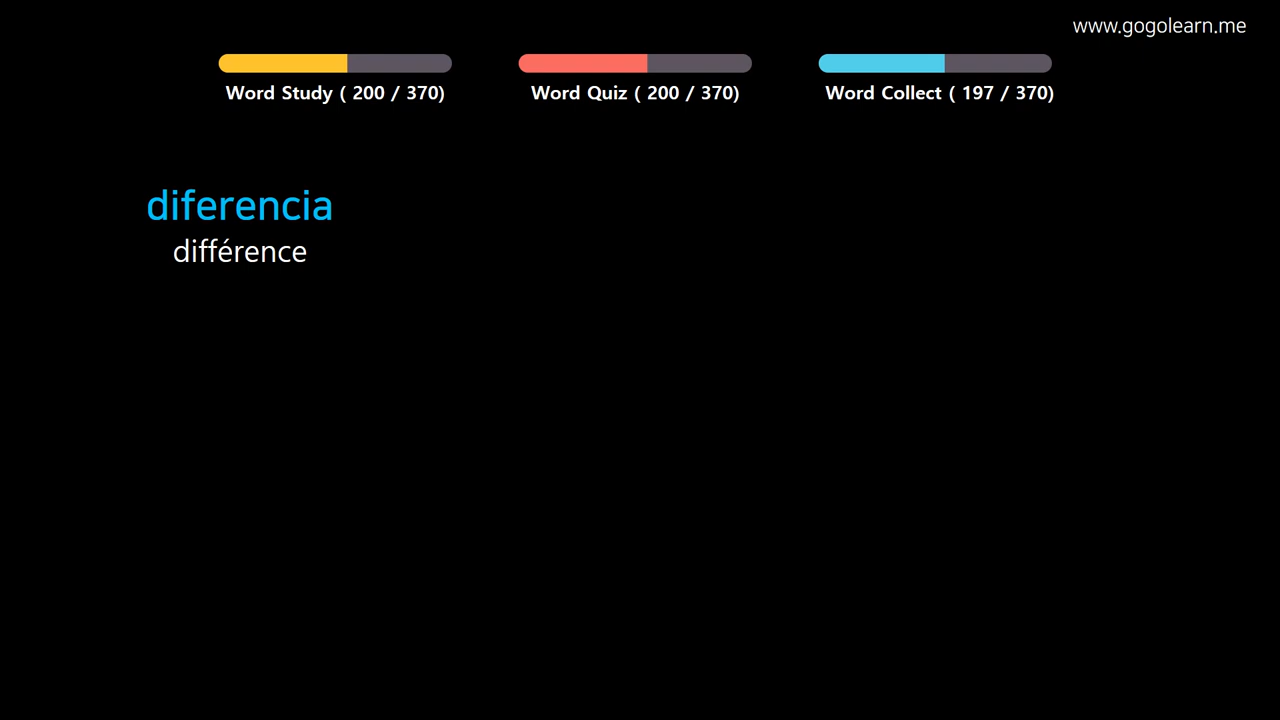 www.gogolearn.me
Word Study ( 200 / 370)
Word Quiz ( 200 / 370)
Word Collect ( 197 / 370)
diferencia
différence